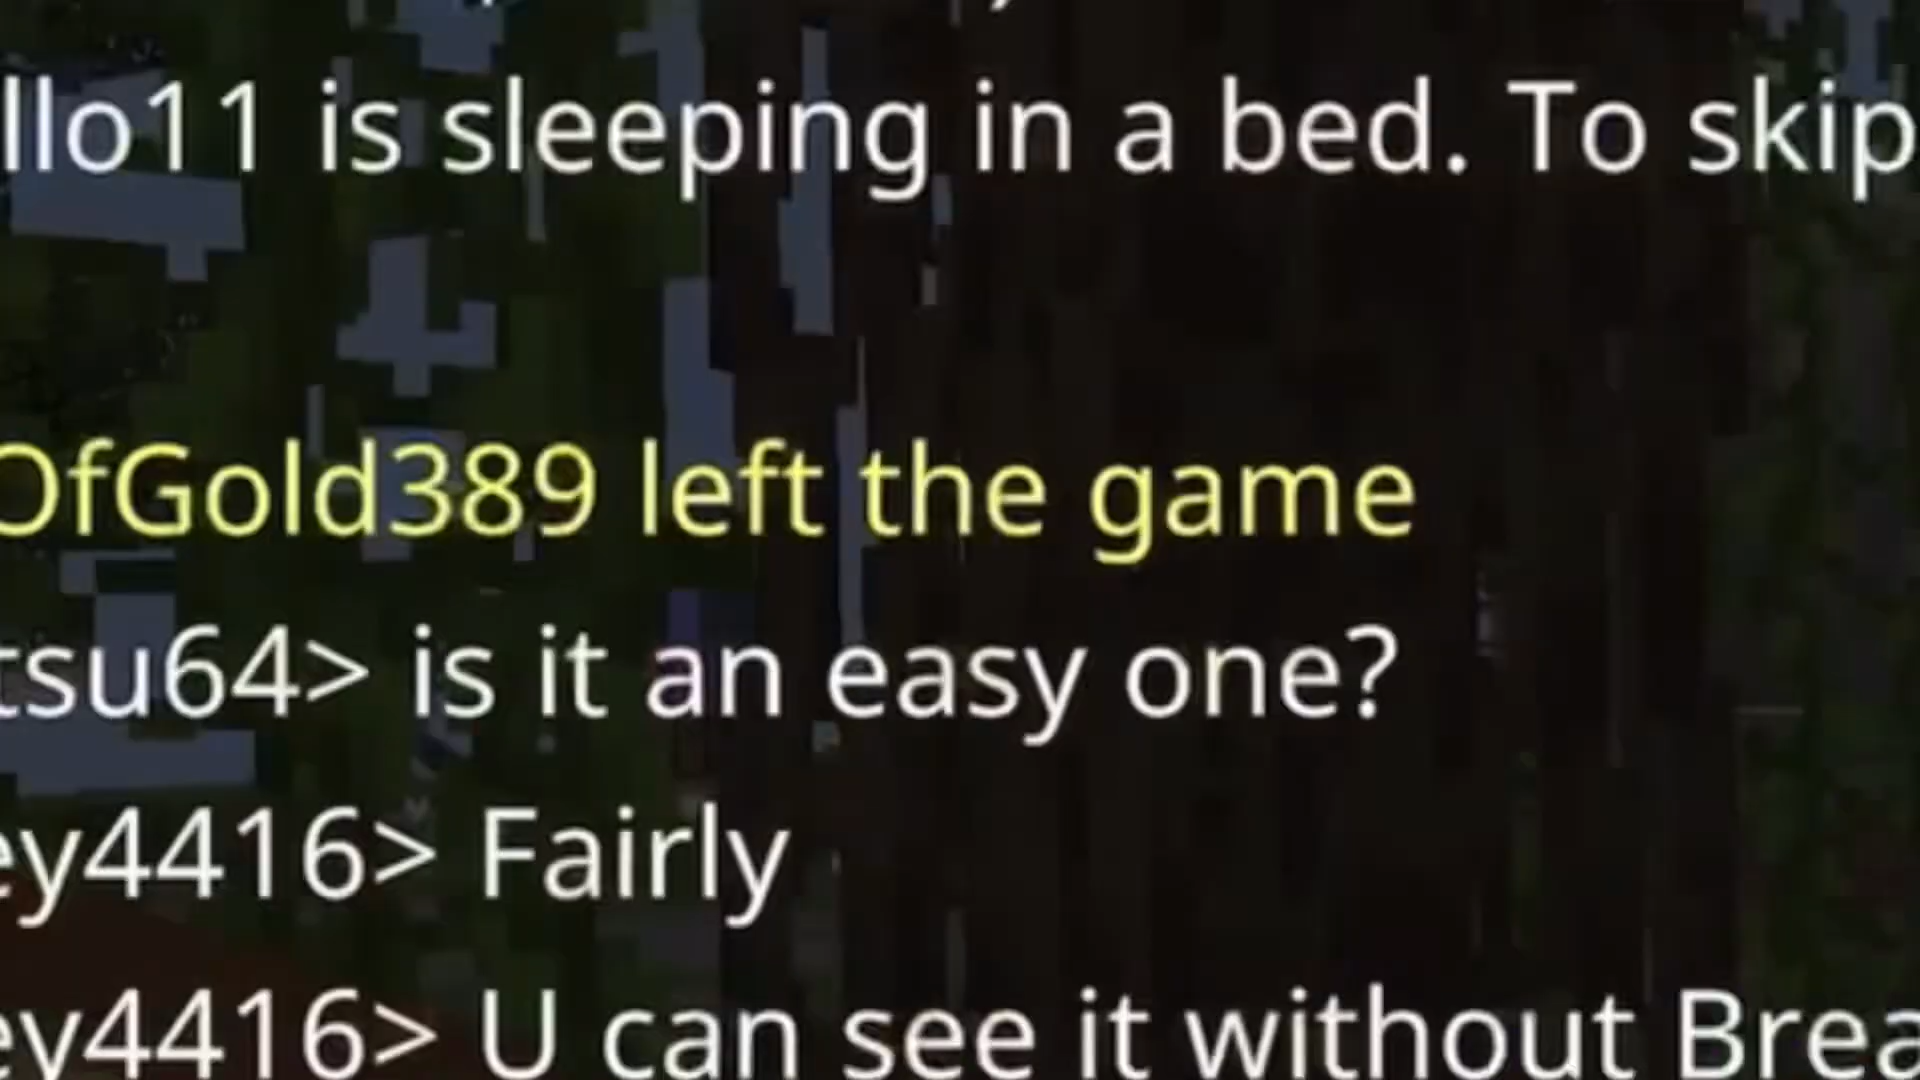 llo11 is sleeping in a bed. To skip
OfGold389 left the game
tsu64> is it an easy one?
ey4416> Fairly
ey4416> U can see it without Brea